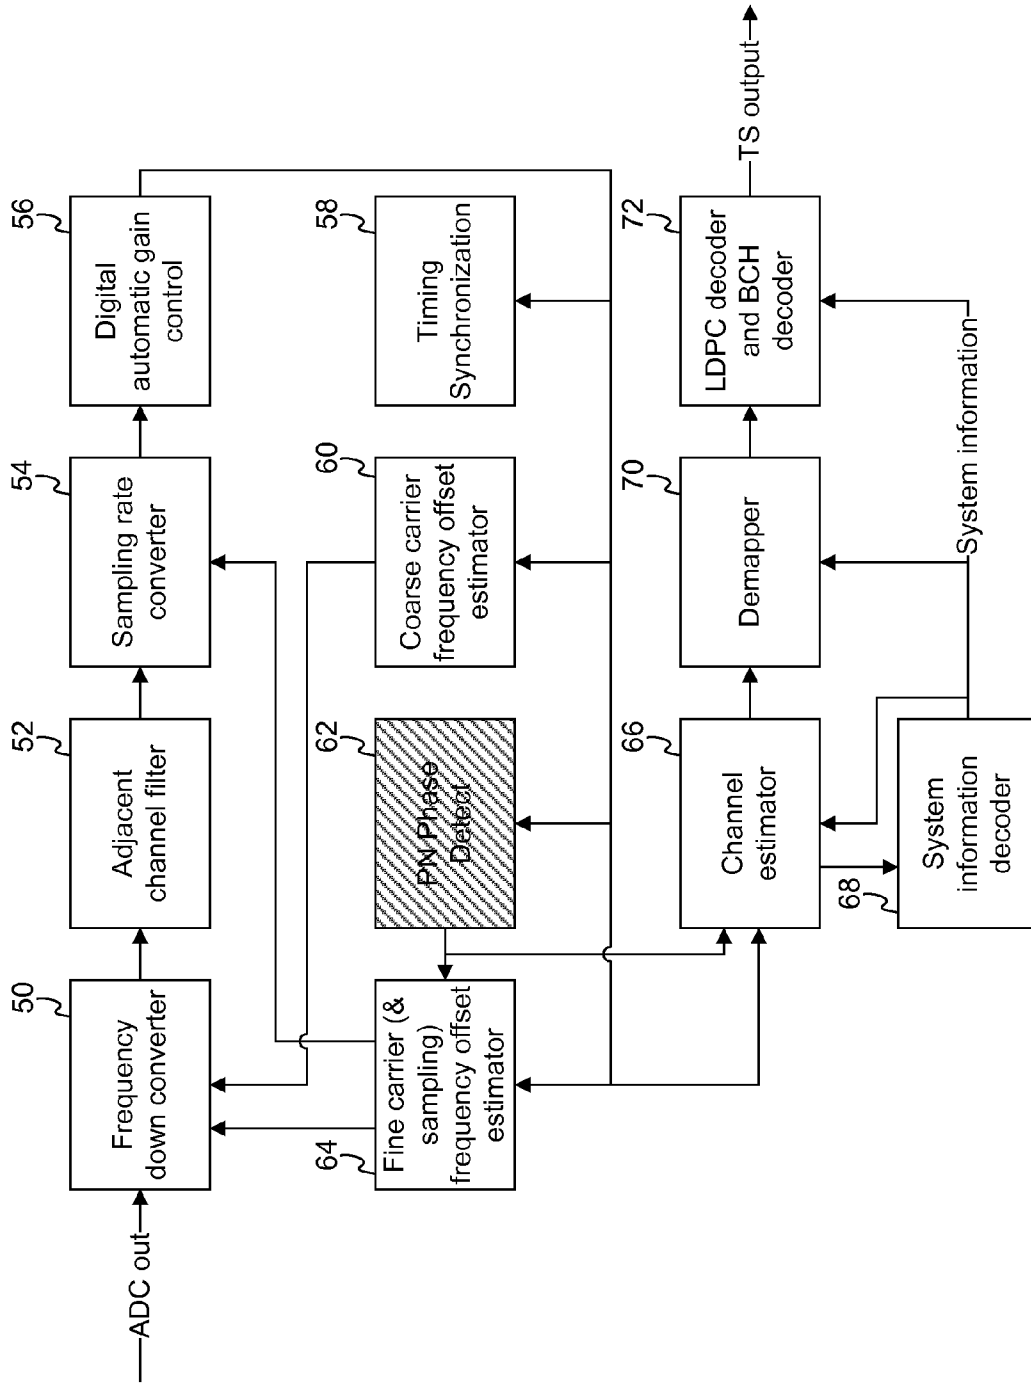 ADC out
50
Frequency
down converter
52
Adjacent
channel filter
54
Sampling rate
converter
56
Digital
automatic gain
control
64
Fine carrier (&
sampling)
frequency offset
estimator
62
PN Phase
Detect
60
Coarse carrier
frequency offset
estimator
58
Timing
Synchronization
66
Channel
estimator
70
Demapper
72
LDPC decoder
and BCH
decoder
TS output
68
System
information
decoder
System information